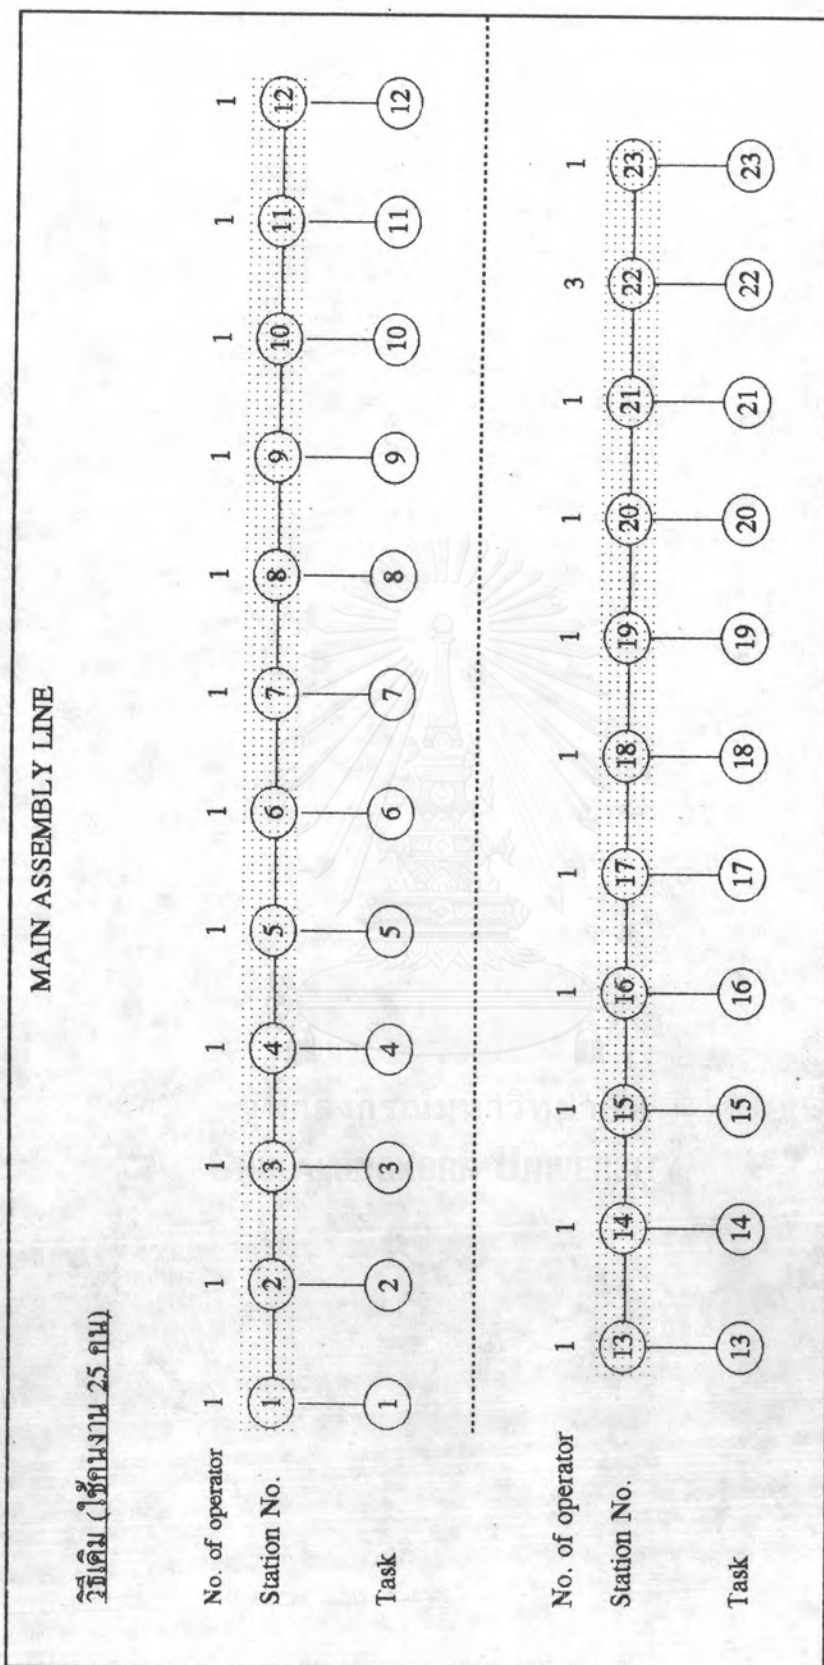 MAIN ASSEMBLY LINE
วิธีเดิม (ใช้คนงาน 25 คน)
No. of operator 1 1 1 1 1 1 1 1 1 1 1 1
Station No. 1 2 3 4 5 6 7 8 9 10 11 12
Task 1 2 3 4 5 6 7 8 9 10 11 12
No. of operator 1 1 1 1 1 1 1 1 1 3 1
Station No. 13 14 15 16 17 18 19 20 21 22 23
Task 13 14 15 16 17 18 19 20 21 22 23